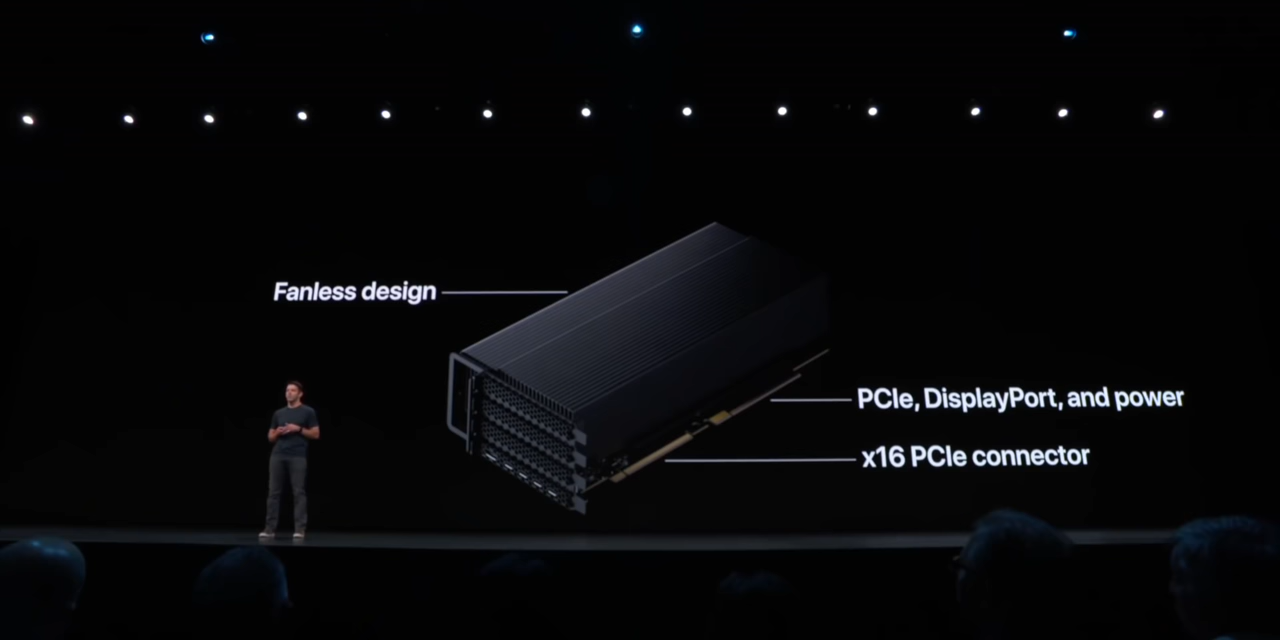 Fanless design
PCIe, DisplayPort, and power
x16 PCIe connector